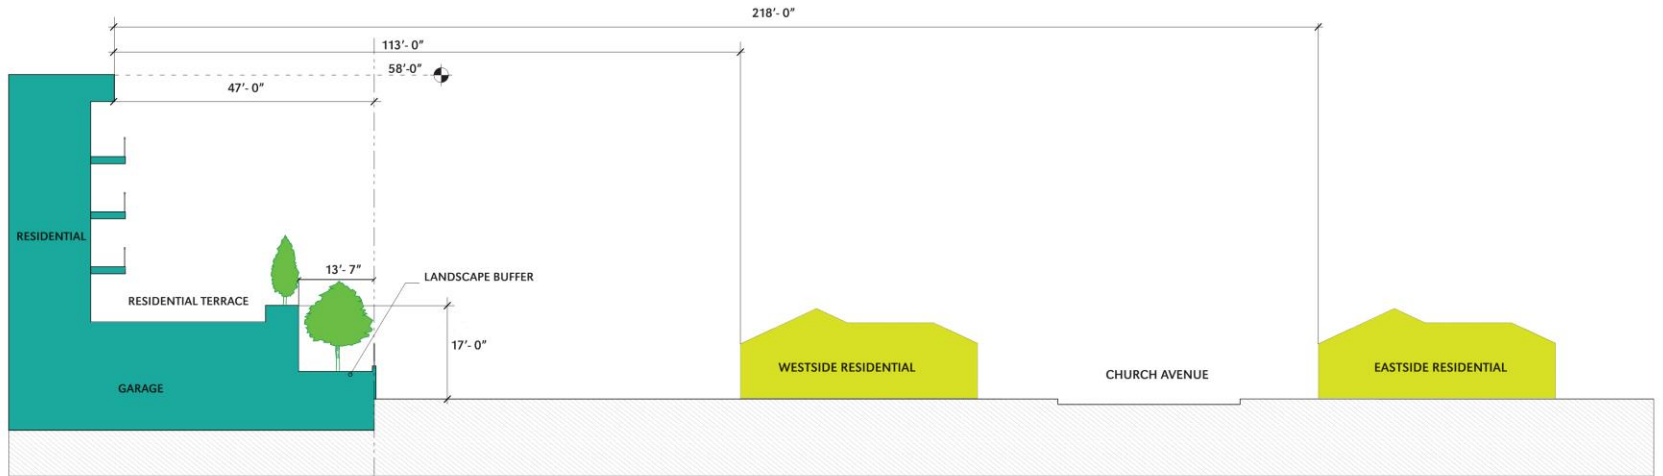 218'- 0"
113'- 0"
58'-0"
47'- 0"
RESIDENTIAL
13'- 7"
LANDSCAPE BUFFER
RESIDENTIAL TERRACE
17'- 0"
GARAGE
WESTSIDE RESIDENTIAL
CHURCH AVENUE
EASTSIDE RESIDENTIAL